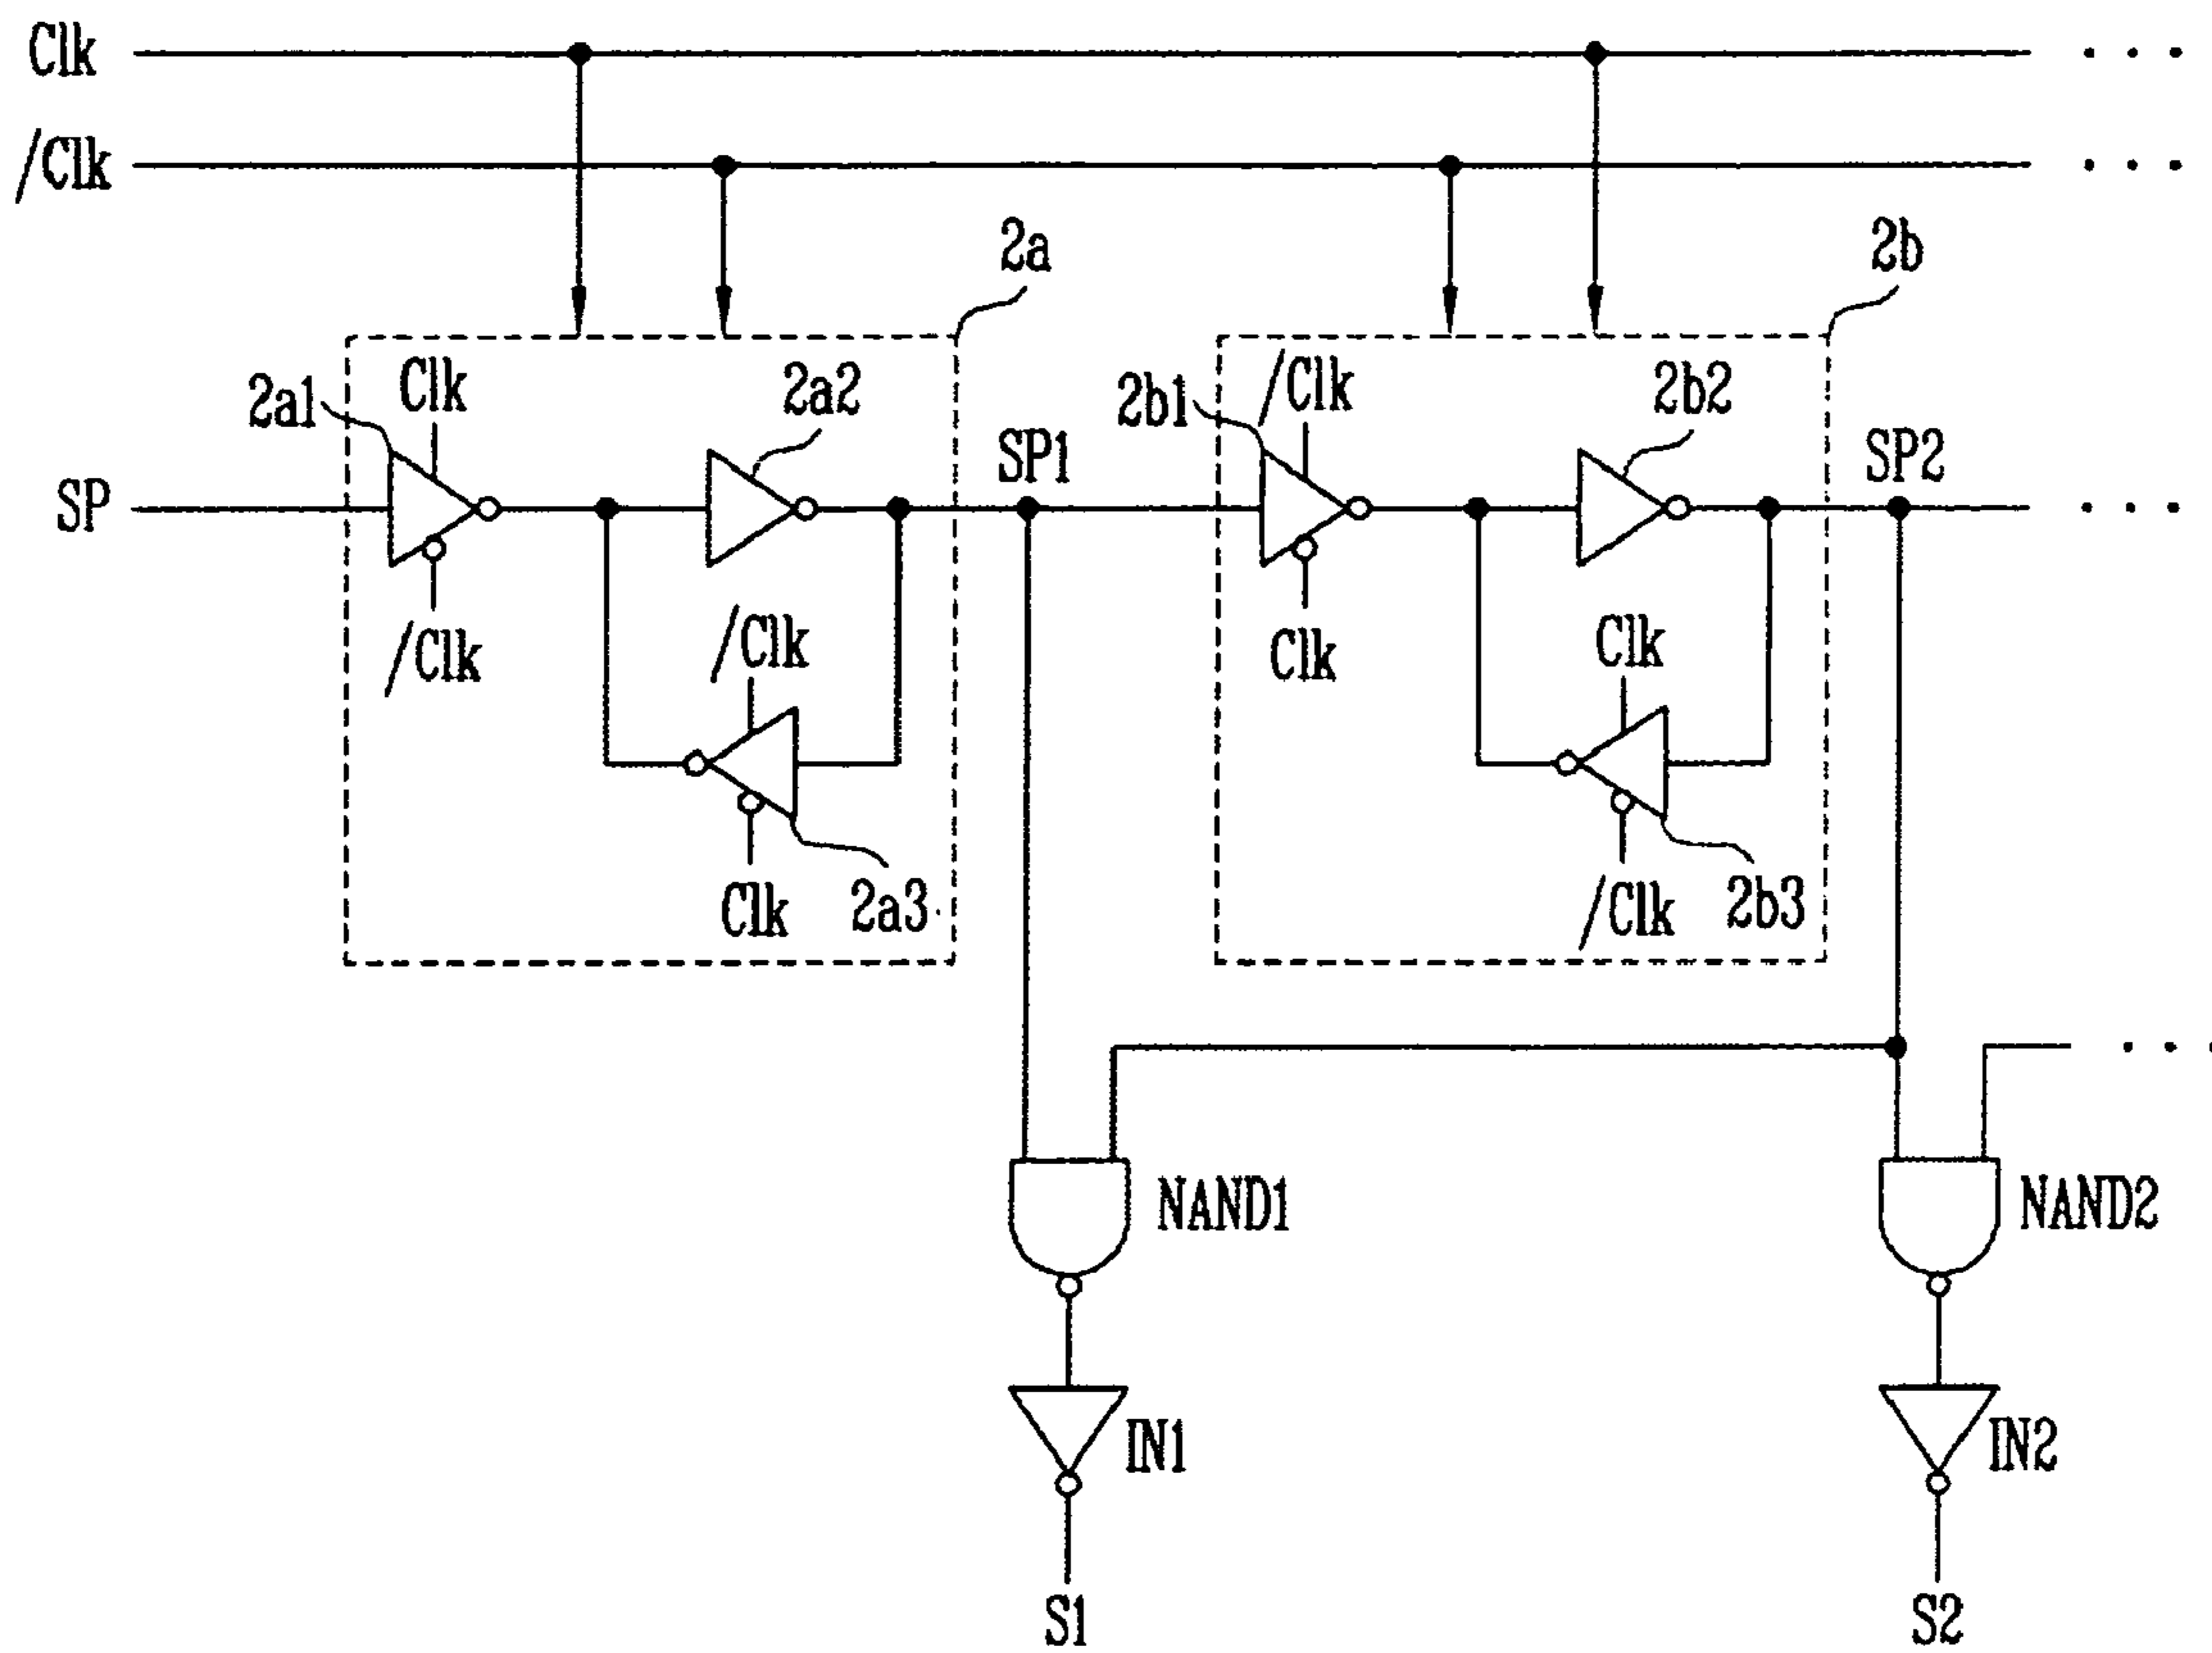 Clk
/Clk
2a
2b
2a1
Clk
2a2
2b1
/Clk
2b2
SP
SP1
SP2
/Clk
/Clk
Clk
Clk
Clk
2a3
/Clk
2b3
NAND1
NAND2
IN1
IN2
S1
S2